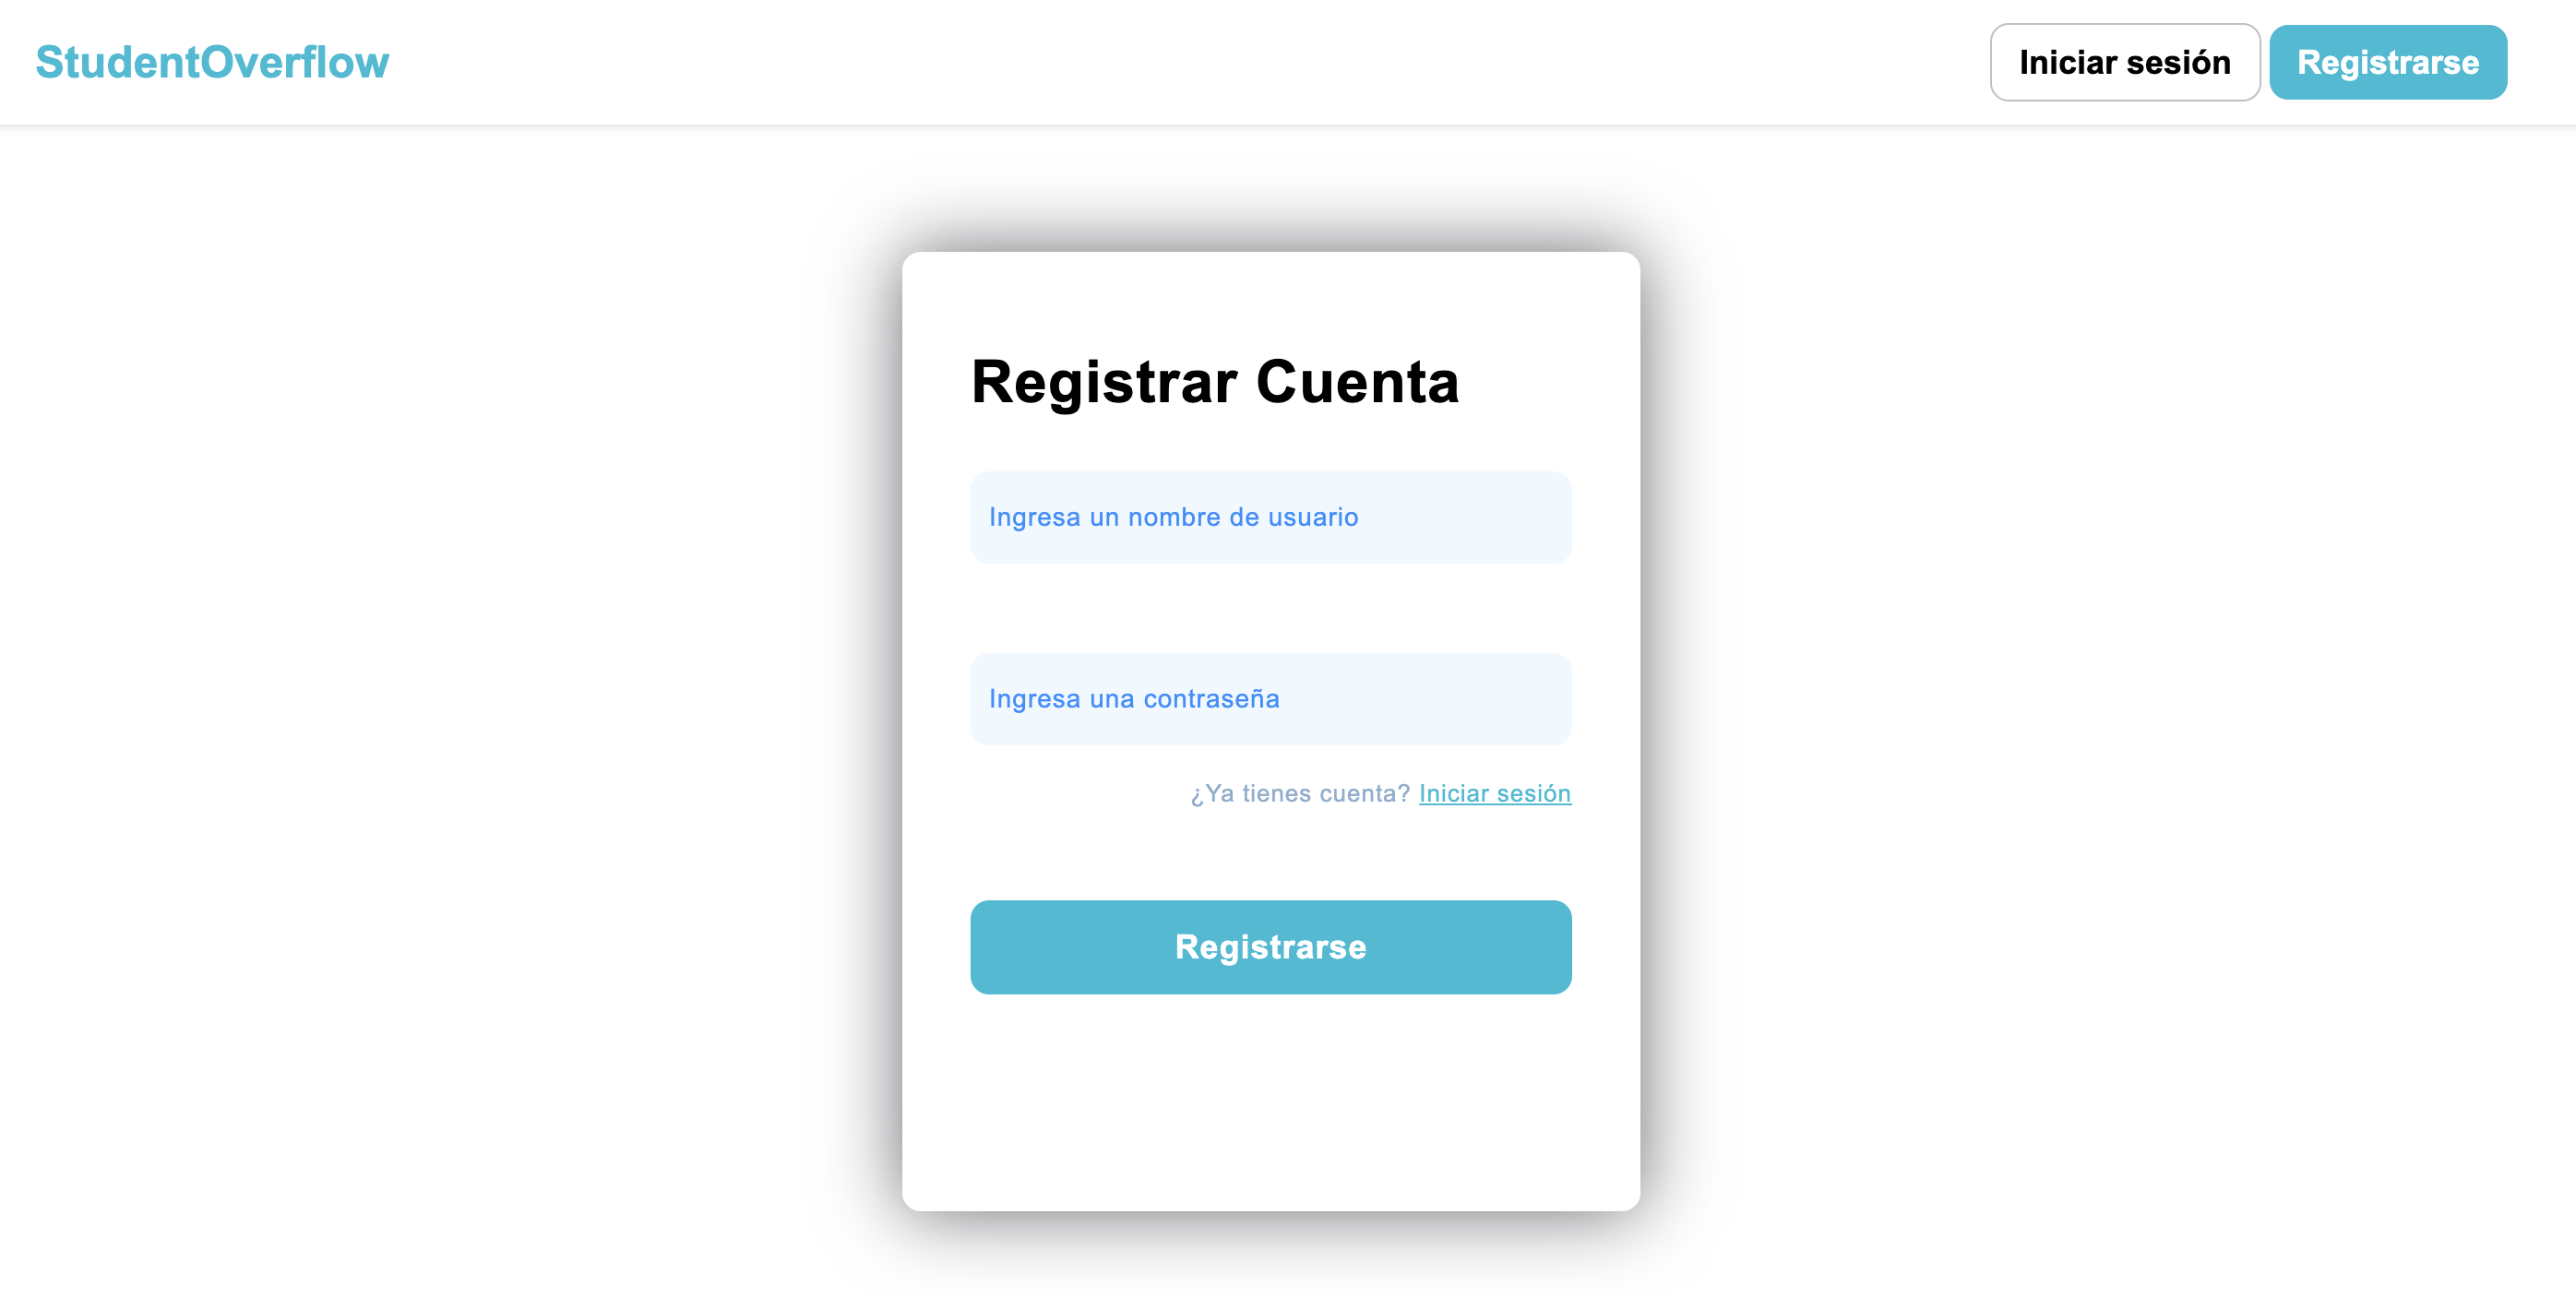 StudentOverflow
Iniciar sesión
Registrarse
Registrar Cuenta
Ingresa un nombre de usuario
Ingresa una contraseña
¿Ya tienes cuenta? Iniciar sesión
Registrarse